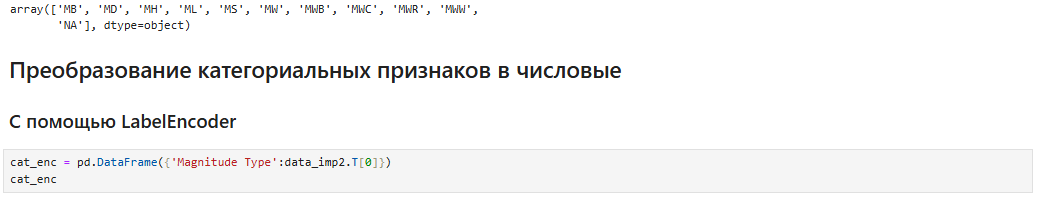 array(['MB', 'MD', 'MH', 'ML', 'MS', 'MW', 'MWB', 'MWC', 'MWR', 'MWW',
'NA'], dtype=object)
Преобразование категориальных признаков в числовые
С помощью LabelEncoder
cat_enc = pd.DataFrame({'Magnitude Type':data_imp2.T[0]})
cat_enc